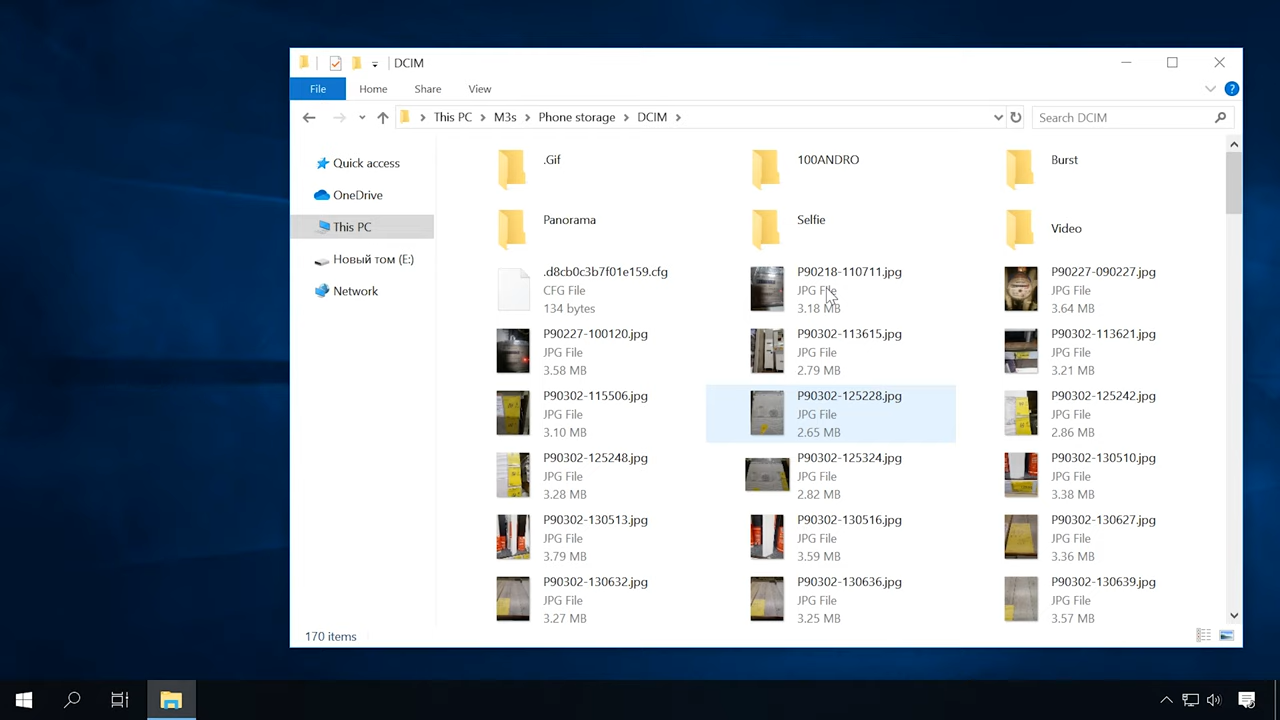 DCIM
File Home Share View
This PC M3s Phone storage DCIM
Search DCIM
Quick access
OneDrive
This PC
Новый том (E:)
Network
.Gif
100ANDRO
Burst
Panorama
Selfie
Video
.d8cb0c3b7f01e159.cfg
CFG File
134 bytes
P90218-110711.jpg
JPG File
3.18 MB
P90227-090227.jpg
JPG File
3.64 MB
P90227-100120.jpg
JPG File
3.58 MB
P90302-113615.jpg
JPG File
2.79 MB
P90302-113621.jpg
JPG File
3.21 MB
P90302-115506.jpg
JPG File
3.10 MB
P90302-125228.jpg
JPG File
2.65 MB
P90302-125242.jpg
JPG File
2.86 MB
P90302-125248.jpg
JPG File
3.28 MB
P90302-125324.jpg
JPG File
2.82 MB
P90302-130510.jpg
JPG File
3.38 MB
P90302-130513.jpg
JPG File
3.79 MB
P90302-130516.jpg
JPG File
3.59 MB
P90302-130627.jpg
JPG File
3.36 MB
P90302-130632.jpg
JPG File
3.27 MB
P90302-130636.jpg
JPG File
3.25 MB
P90302-130639.jpg
JPG File
3.57 MB
170 items